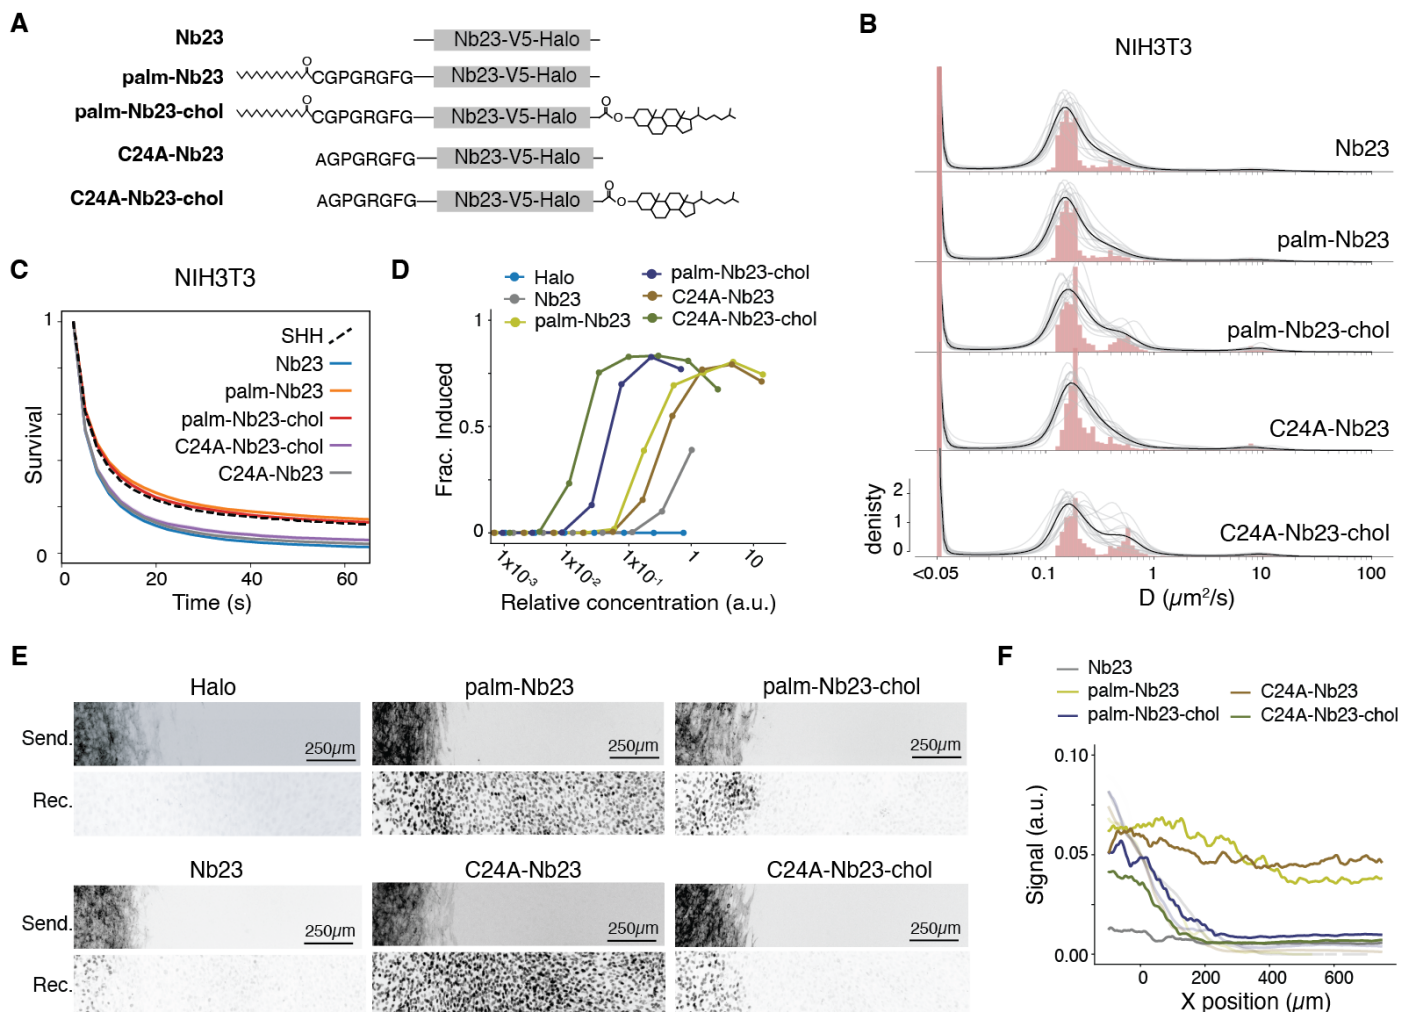 A
Nb23
Nb23-V5-Halo
palm-Nb23
O
CGPGRGFG
Nb23-V5-Halo
palm-Nb23-chol
O
CGPGRGFG
Nb23-V5-Halo
O
O
C24A-Nb23
AGPGRGFG
Nb23-V5-Halo
C24A-Nb23-chol
AGPGRGFG
Nb23-V5-Halo
O
O
B
NIH3T3
Nb23
palm-Nb23
palm-Nb23-chol
C24A-Nb23
C24A-Nb23-chol
denisty
2
1
0
<0.05
0.1
1
10
100
D (µm²/s)
C
NIH3T3
SHH
Nb23
palm-Nb23
palm-Nb23-chol
C24A-Nb23-chol
C24A-Nb23
Survival
1
0
0
20
40
60
Time (s)
D
Halo
Nb23
palm-Nb23
palm-Nb23-chol
C24A-Nb23
C24A-Nb23-chol
Frac. Induced
1
0.5
0
1x10-3
1x10-2
1x10-1
1
10
Relative concentration (a.u.)
E
Halo
palm-Nb23
palm-Nb23-chol
Send.
250µm
250µm
250µm
Rec.
Nb23
C24A-Nb23
C24A-Nb23-chol
Send.
250µm
250µm
250µm
Rec.
F
Nb23
palm-Nb23
palm-Nb23-chol
C24A-Nb23
C24A-Nb23-chol
Signal (a.u.)
0.10
0.05
0.00
0
200
400
600
X position (µm)